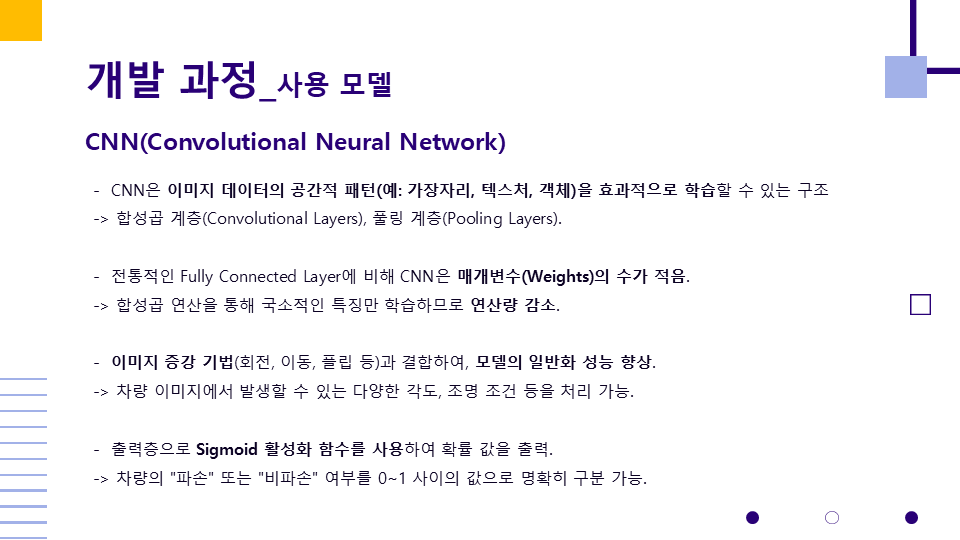 개발 과정_사용 모델
CNN(Convolutional Neural Network)
- CNN은 이미지 데이터의 공간적 패턴(예: 가장자리, 텍스처, 객체)을 효과적으로 학습할 수 있는 구조
-> 합성곱 계층(Convolutional Layers), 풀링 계층(Pooling Layers).
- 전통적인 Fully Connected Layer에 비해 CNN은 매개변수(Weights)의 수가 적음.
-> 합성곱 연산을 통해 국소적인 특징만 학습하므로 연산량 감소.
- 이미지 증강 기법(회전, 이동, 플립 등)과 결합하여, 모델의 일반화 성능 향상.
-> 차량 이미지에서 발생할 수 있는 다양한 각도, 조명 조건 등을 처리 가능.
- 출력층으로 Sigmoid 활성화 함수를 사용하여 확률 값을 출력.
-> 차량의 "파손" 또는 "비파손" 여부를 0~1 사이의 값으로 명확히 구분 가능.